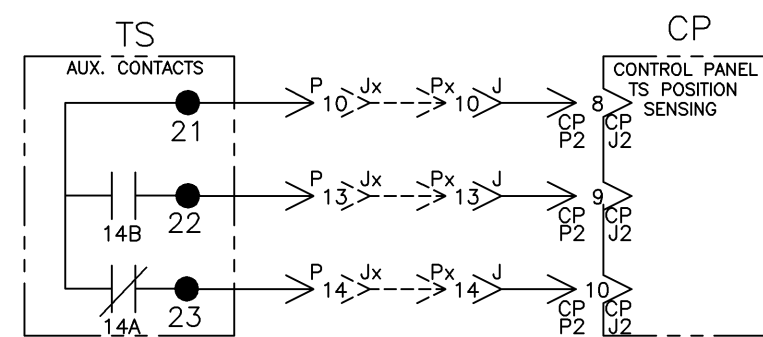 TS
CP
AUX. CONTACTS
CONTROL PANEL
TS POSITION
SENSING
P 10 Jx Px 10 J 8
21
CP P2 CP J2
P 13 Jx Px 13 J 9
14B
22
CP P2 CP J2
P 14 Jx Px 14 J 10
14A
23
CP P2 CP J2